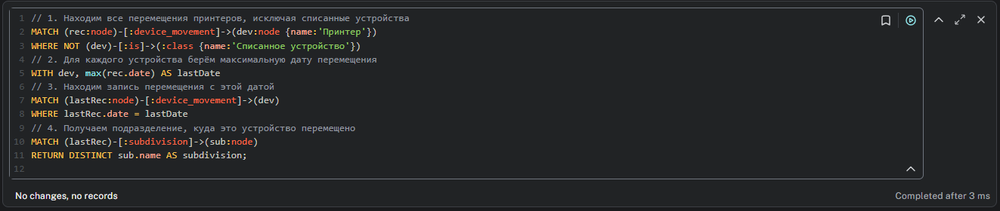 1 // 1. Находим все перемещения принтеров, исключая списанные устройства
2 MATCH (rec:node)-[:device_movement]->(dev:node {name:'Принтер'})
3 WHERE NOT (dev)-[:is]->(:class {name:'Списанное устройство'})
4 // 2. Для каждого устройства берём максимальную дату перемещения
5 WITH dev, max(rec.date) AS lastDate
6 // 3. Находим запись перемещения с этой датой
7 MATCH (lastRec:node)-[:device_movement]->(dev)
8 WHERE lastRec.date = lastDate
9 // 4. Получаем подразделение, куда это устройство перемещено
10 MATCH (lastRec)-[:subdivision]->(sub:node)
11 RETURN DISTINCT sub.name AS subdivision;
12
No changes, no records
Completed after 3 ms